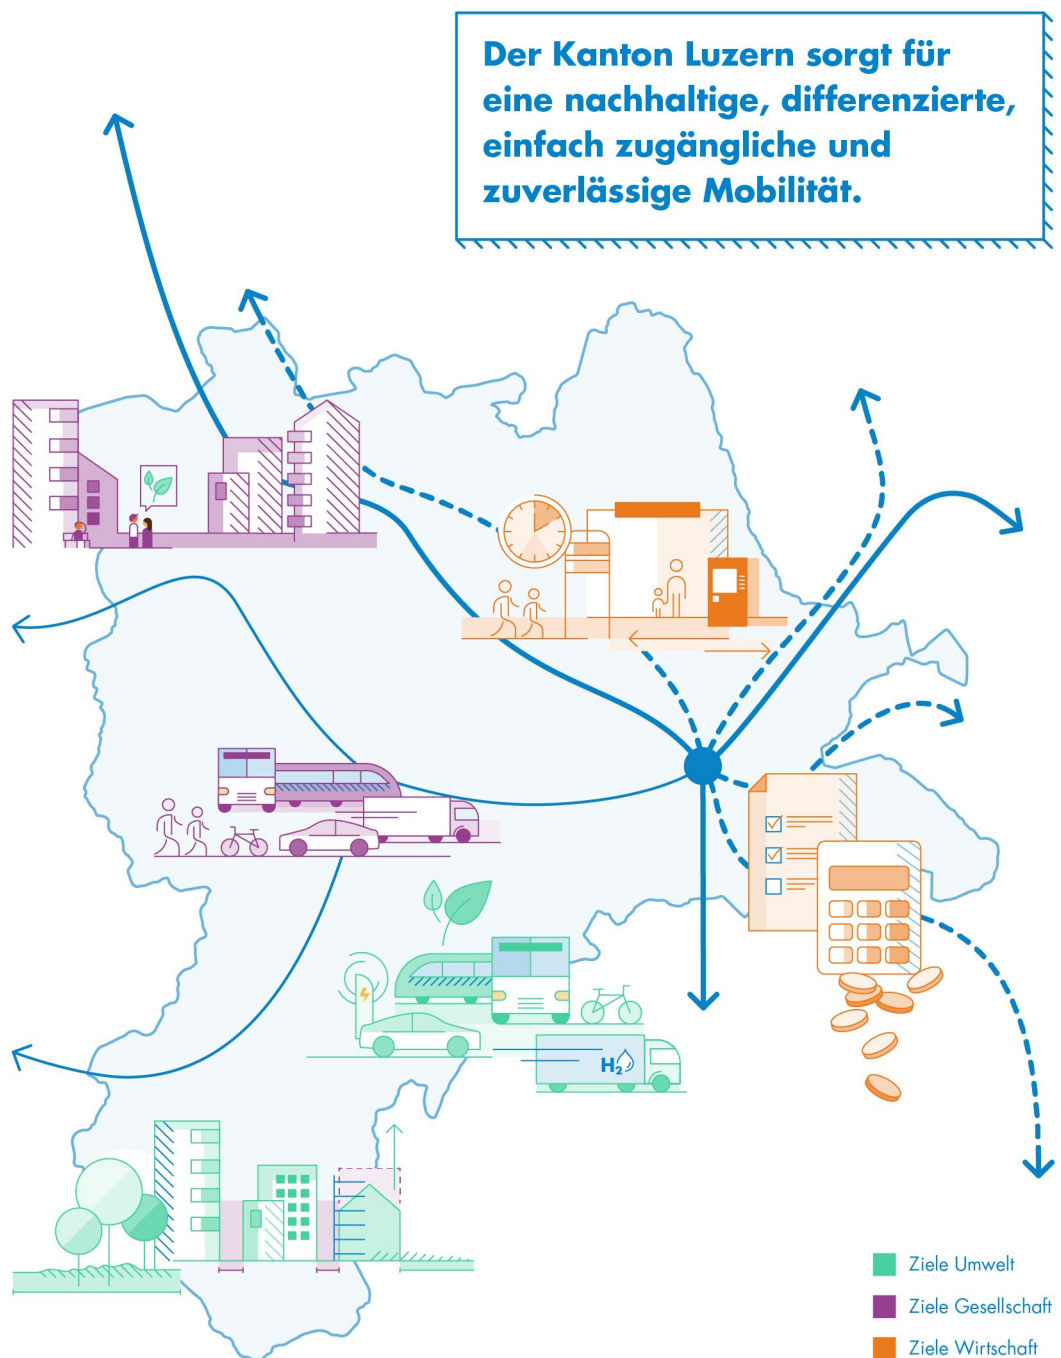 Der Kanton Luzern sorgt für
eine nachhaltige, differenzierte,
einfach zugängliche und
zuverlässige Mobilität.
H₂
Ziele Umwelt
Ziele Gesellschaft
Ziele Wirtschaft